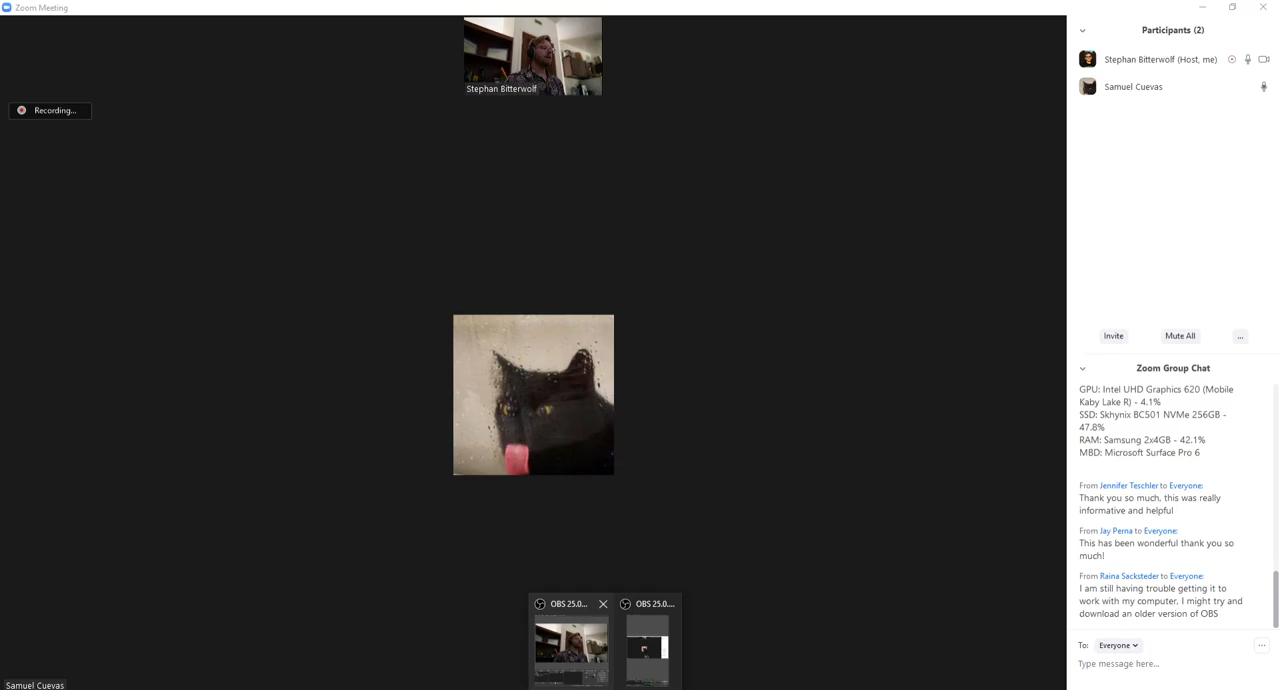 Zoom Meeting
Stephan Bitterwolf
Recording...
Samuel Cuevas
OBS 25.0...
OBS 25.0....
Participants (2)
Stephan Bitterwolf (Host, me)
Samuel Cuevas
Invite
Mute All
...
Zoom Group Chat
GPU: Intel UHD Graphics 620 (Mobile
Kaby Lake R) - 4.1%
SSD: Skhynix BC501 NVMe 256GB -
47.8%
RAM: Samsung 2x4GB - 42.1%
MBD: Microsoft Surface Pro 6
From Jennifer Teschler to Everyone:
Thank you so much, this was really
informative and helpful
From Jay Perna to Everyone:
This has been wonderful thank you so
much!
From Raina Sacksteder to Everyone:
I am still having trouble getting it to
work with my computer, I might try and
download an older version of OBS
To: Everyone
...
Type message here...